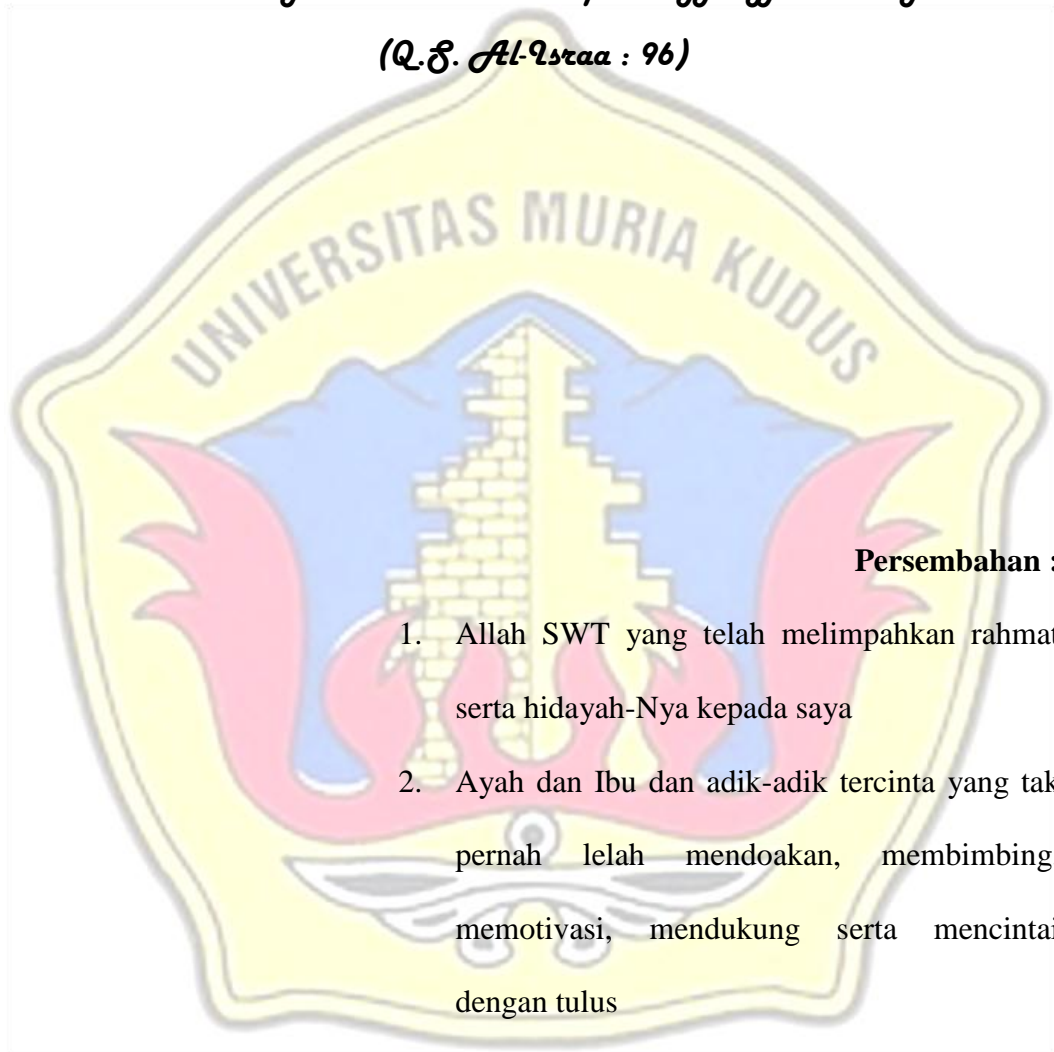 (Q.S. Al-Israa : 96)
UNIVERSITAS MURIA KUDUS
Persembahan :
1. Allah SWT yang telah melimpahkan rahmat
serta hidayah-Nya kepada saya
2. Ayah dan Ibu dan adik-adik tercinta yang tak
pernah lelah mendoakan, membimbing
memotivasi, mendukung serta mencintai
dengan tulus